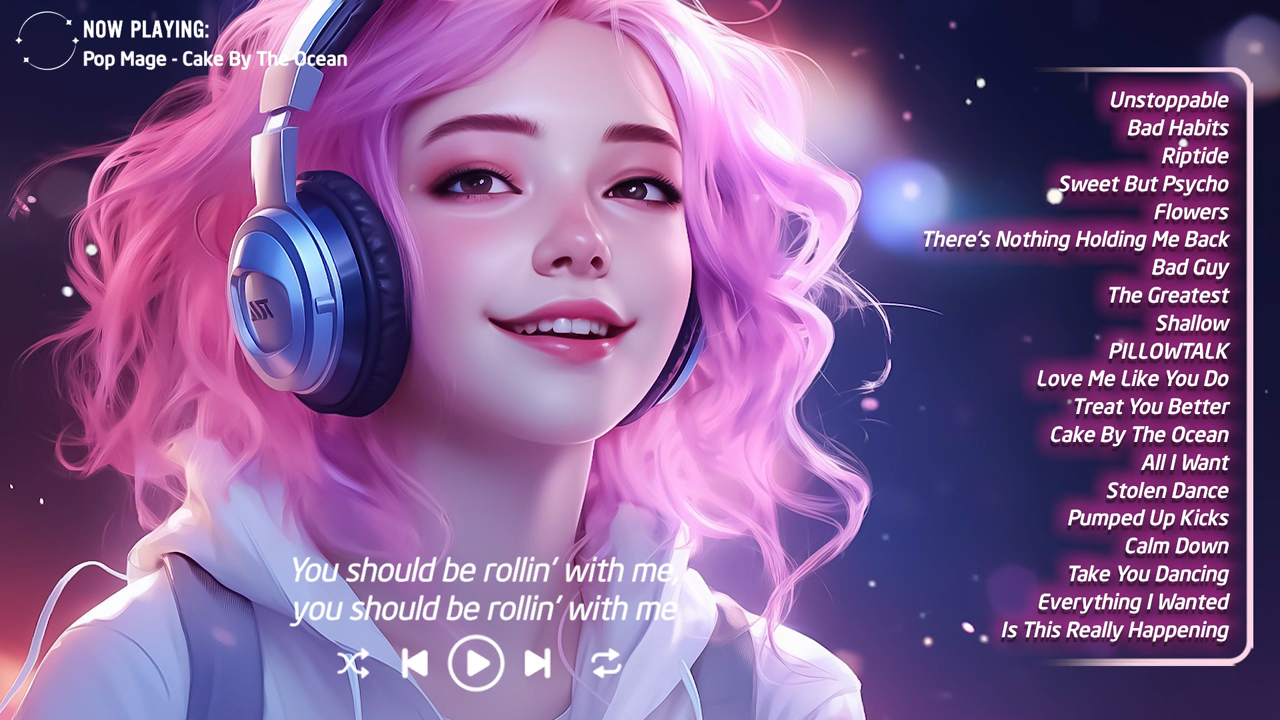 NOW PLAYING:
Pop Mage - Cake By The Ocean
Unstoppable
Bad Habits
Riptide
Sweet But Psycho
Flowers
There's Nothing Holding Me Back
Bad Guy
The Greatest
Shallow
PILLOWTALK
Love Me Like You Do
Treat You Better
Cake By The Ocean
All I Want
Stolen Dance
Pumped Up Kicks
Calm Down
Take You Dancing
Everything I Wanted
Is This Really Happening
You should be rollin' with me,
you should be rollin' with me